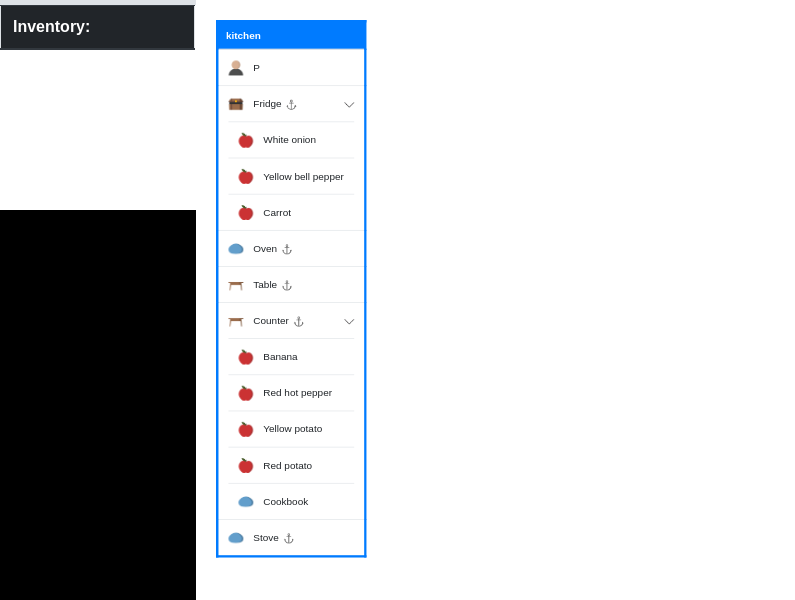 Inventory:
kitchen
P
Fridge
White onion
Yellow bell pepper
Carrot
Oven
Table
Counter
Banana
Red hot pepper
Yellow potato
Red potato
Cookbook
Stove